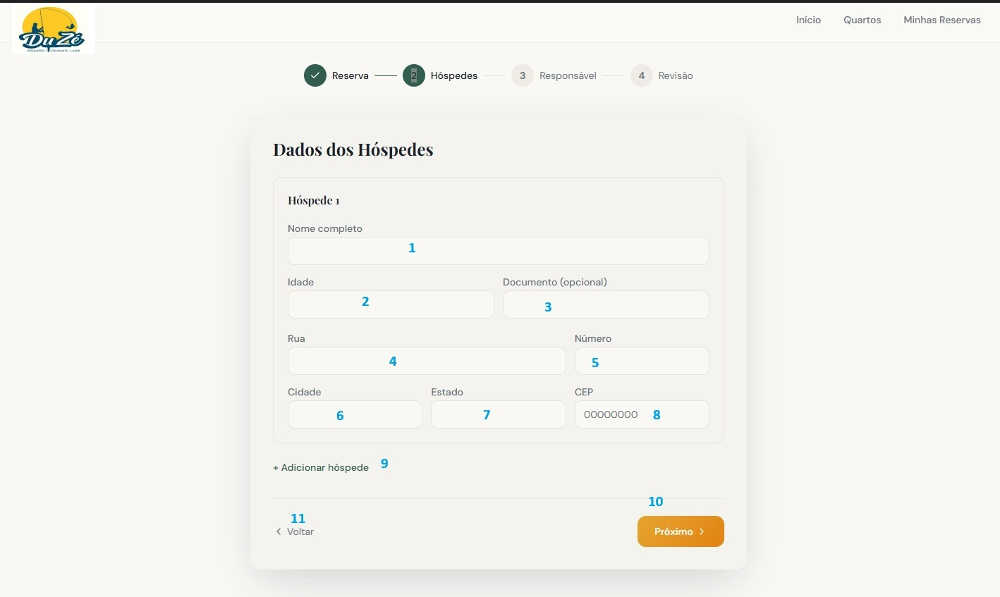 Du Zé
PESQUEIRO - RESTAURANTE - LAZER
Início Quartos Minhas Reservas
Reserva 2 Hóspedes 3 Responsável 4 Revisão
Dados dos Hóspedes
Hóspede 1
Nome completo
1
Idade Documento (opcional)
2 3
Rua Número
4 5
Cidade Estado CEP
6 7 00000000 8
+ Adicionar hóspede 9
10
11
Voltar Próximo